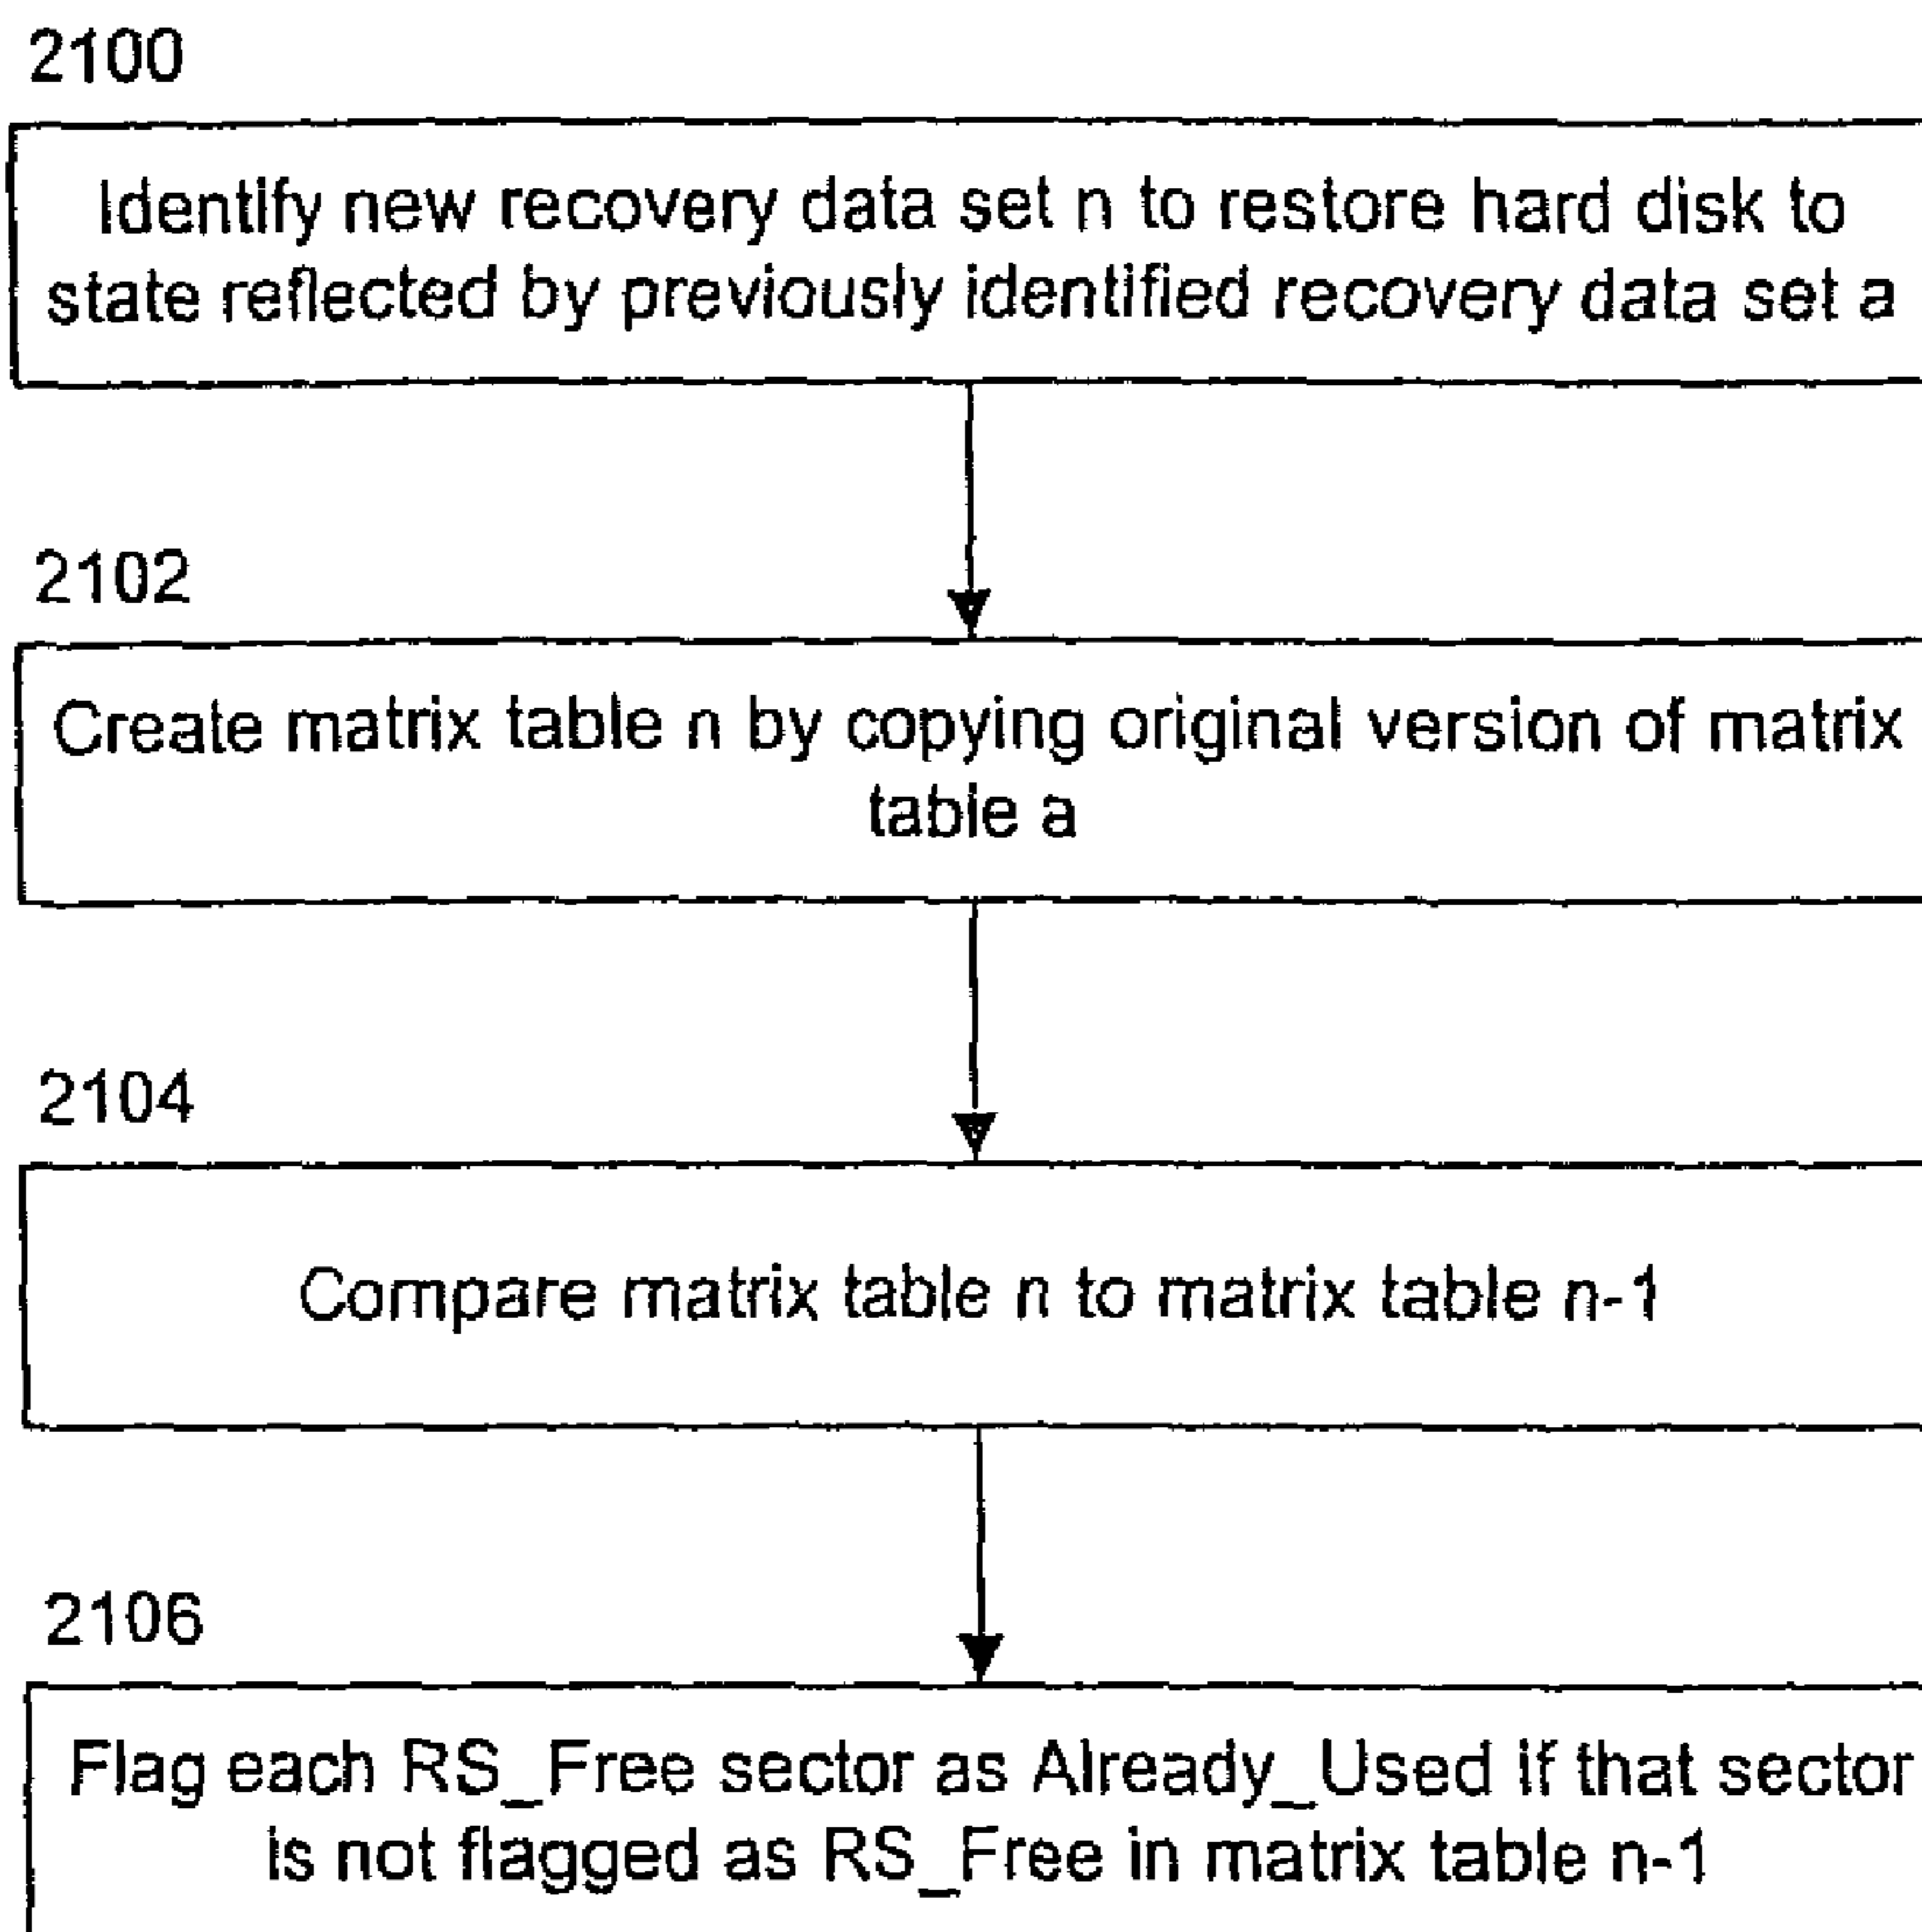 2100
Identify new recovery data set n to restore hard disk to
state reflected by previously identified recovery data set a
2102
Create matrix table n by copying original version of matrix
table a
2104
Compare matrix table n to matrix table n-1
2106
Flag each RS_Free sector as Already_Used if that sector
is not flagged as RS_Free in matrix table n-1